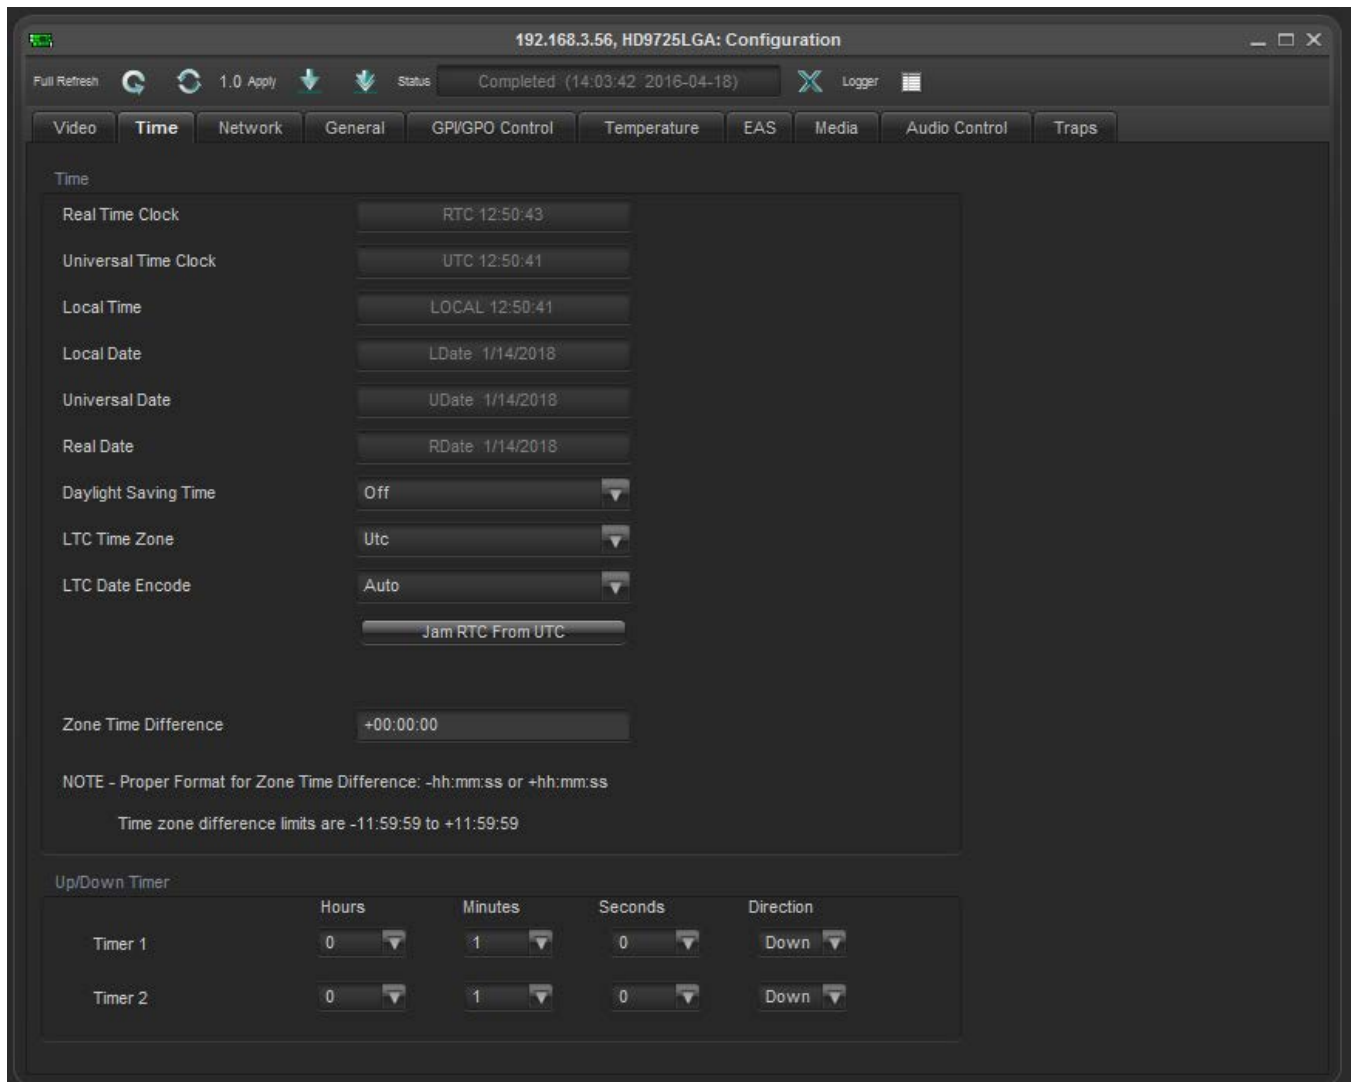 192.168.3.56, HD9725LGA: Configuration
Full Refresh 1.0 Apply Status Completed (14:03:42 2016-04-18) Logger
Video Time Network General GPI/GPO Control Temperature EAS Media Audio Control Traps
Time
Real Time Clock RTC 12:50:43
Universal Time Clock UTC 12:50:41
Local Time LOCAL 12:50:41
Local Date LDate 1/14/2018
Universal Date UDate 1/14/2018
Real Date RDate 1/14/2018
Daylight Saving Time Off
LTC Time Zone Utc
LTC Date Encode Auto
Jam RTC From UTC
Zone Time Difference +00:00:00
NOTE - Proper Format for Zone Time Difference: -hh:mm:ss or +hh:mm:ss
Time zone difference limits are -11:59:59 to +11:59:59
Up/Down Timer
Hours Minutes Seconds Direction
Timer 1 0 1 0 Down
Timer 2 0 1 0 Down